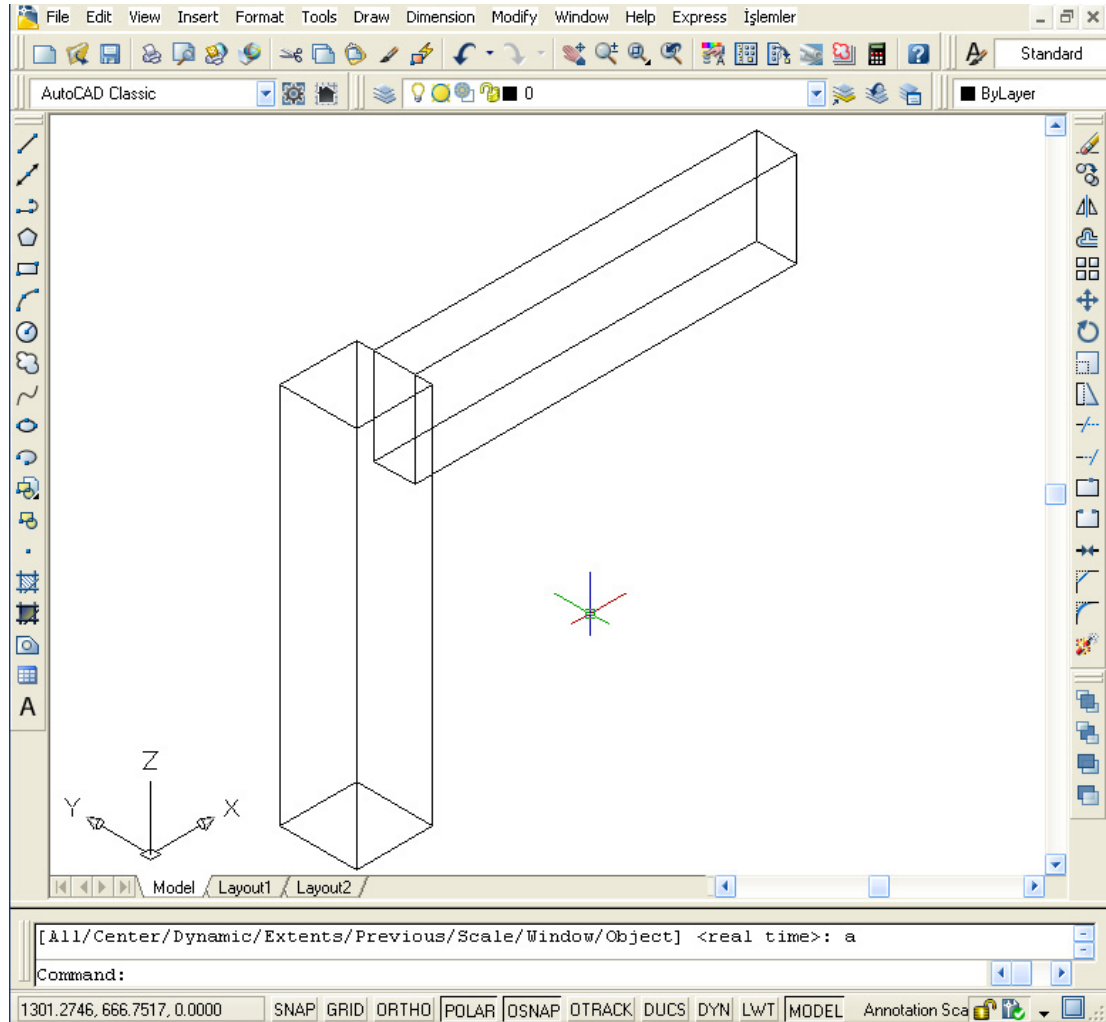 File Edit View Insert Format Tools Draw Dimension Modify Window Help Express İşlemler
Standard
AutoCAD Classic 0 ByLayer
A
Z
Y X
Model Layout1 Layout2
[All/Center/Dynamic/Extents/Previous/Scale/Window/Object] <real time>: a
Command:
1301.2746, 666.7517, 0.0000 SNAP GRID ORTHO POLAR OSNAP OTRACK DUCS DYN LWT MODEL Annotation Sca